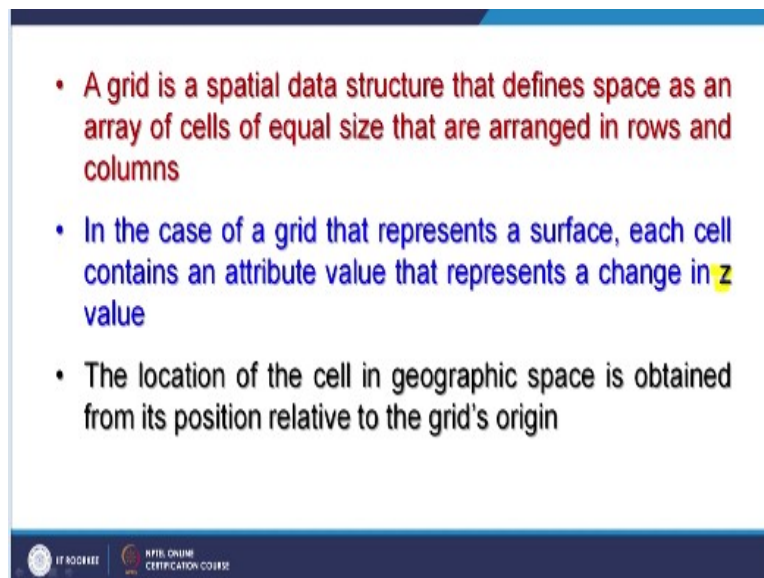 • A grid is a spatial data structure that defines space as an
array of cells of equal size that are arranged in rows and
columns
• In the case of a grid that represents a surface, each cell
contains an attribute value that represents a change in z
value
• The location of the cell in geographic space is obtained
from its position relative to the grid's origin
IIT ROORKEE
NPTEL ONLINE
CERTIFICATION COURSE